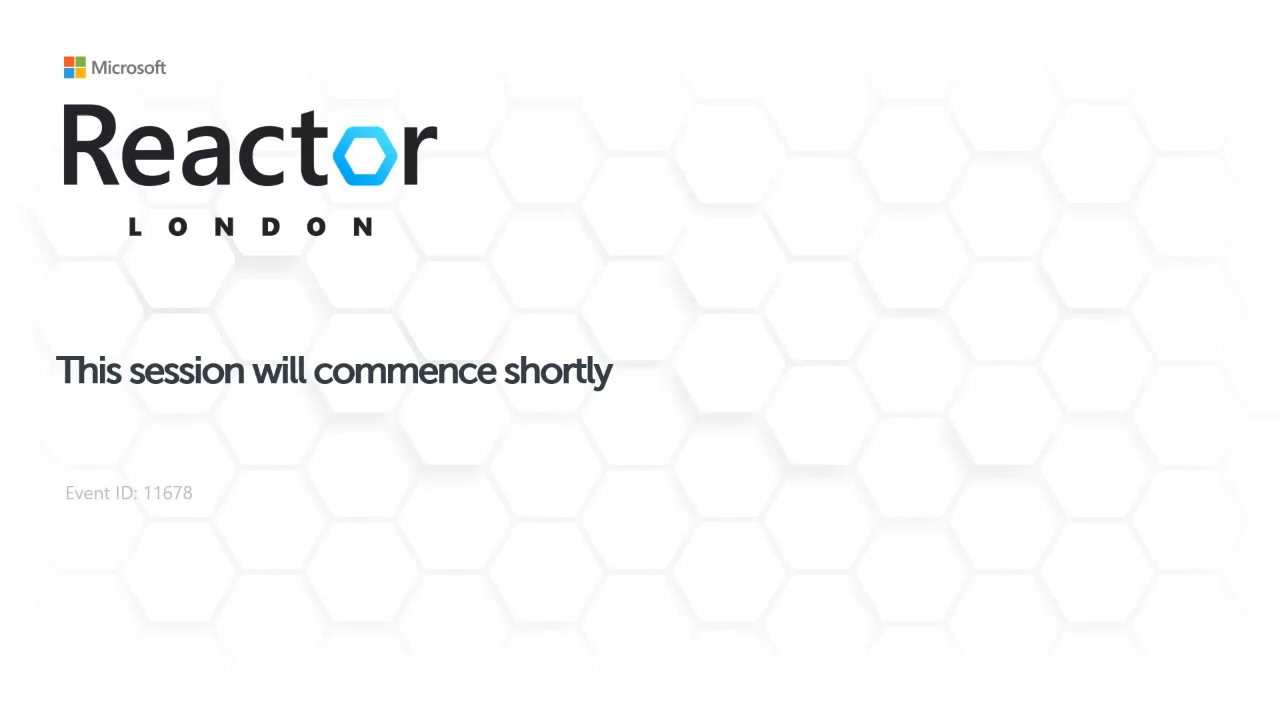 Microsoft
Reactor
LONDON
This session will commence shortly
Event ID: 11678